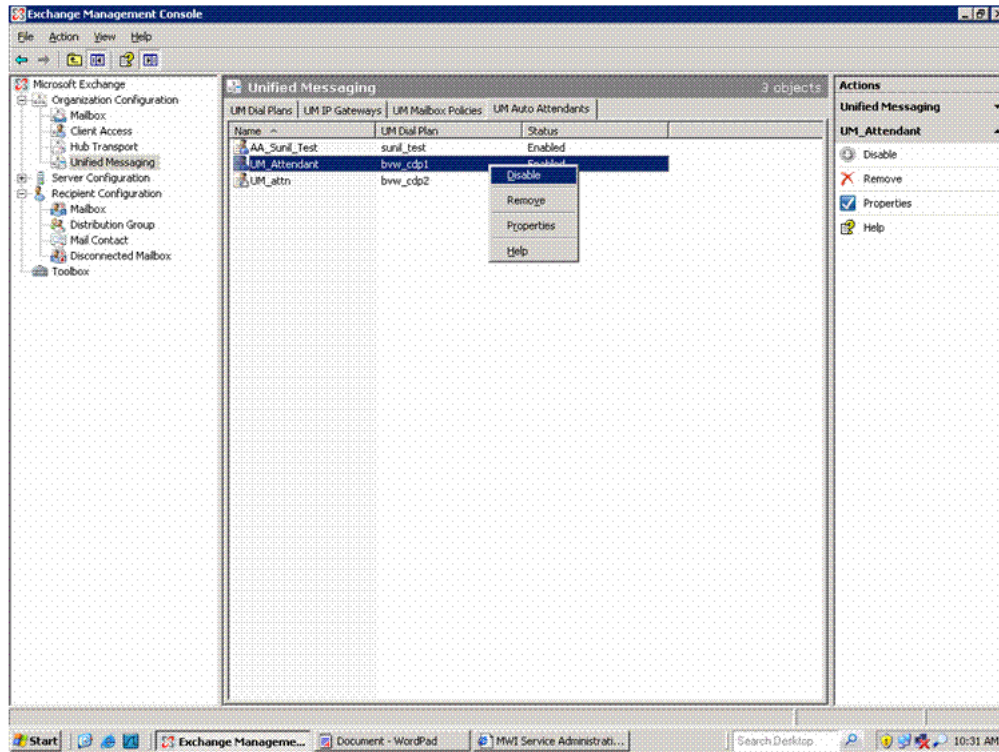 Exchange Management Console
File Action View Help
Microsoft Exchange
Organization Configuration
Mailbox
Client Access
Hub Transport
Unified Messaging
Server Configuration
Recipient Configuration
Mailbox
Distribution Group
Mail Contact
Disconnected Mailbox
Toolbox
Unified Messaging 3 objects
UM Dial Plans UM IP Gateways UM Mailbox Policies UM Auto Attendants
Name UM Dial Plan Status
AA_Sunil_Test sunil_test Enabled
UM_Attendant bvw_cdp1 Enabled
UM_attn bvw_cdp2
Disable
Remove
Properties
Help
Actions
Unified Messaging
UM_Attendant
Disable
Remove
Properties
Help
Start Exchange Manageme... Document - WordPad MWI Service Administrati... Search Desktop 10:31 AM